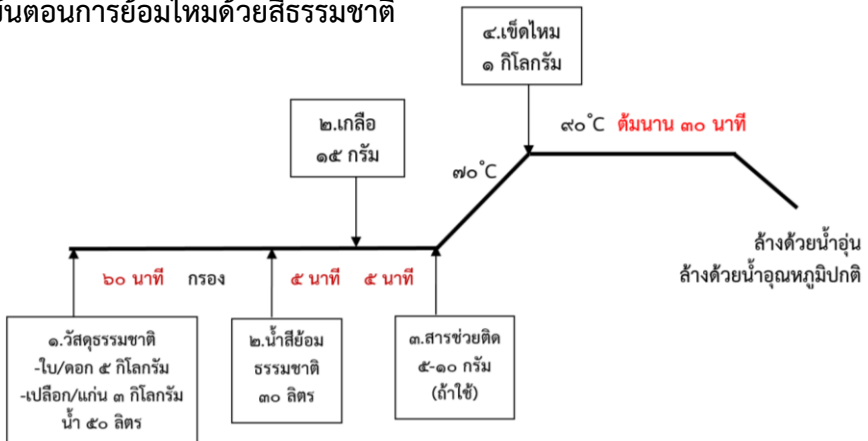 ขั้นตอนการย้อมไหมด้วยสีธรรมชาติ
๔.เข็ดไหม
๑ กิโลกรัม
๒.เกลือ
๑๕ กรัม
๗๐°C
๙๐°C ต้มนาน ๓๐ นาที
ล้างด้วยน้ำอุ่น
ล้างด้วยน้ำอุณหภูมิปกติ
๖๐ นาที กรอง ๕ นาที ๕ นาที
๑.วัสดุธรรมชาติ
-ใบ/ดอก ๕ กิโลกรัม
-เปลือก/แก่น ๓ กิโลกรัม
น้ำ ๕๐ ลิตร
๒.น้ำสีย้อม
ธรรมชาติ
๓๐ ลิตร
๓.สารช่วยติด
๕-๑๐ กรัม
(ถ้าใช้)